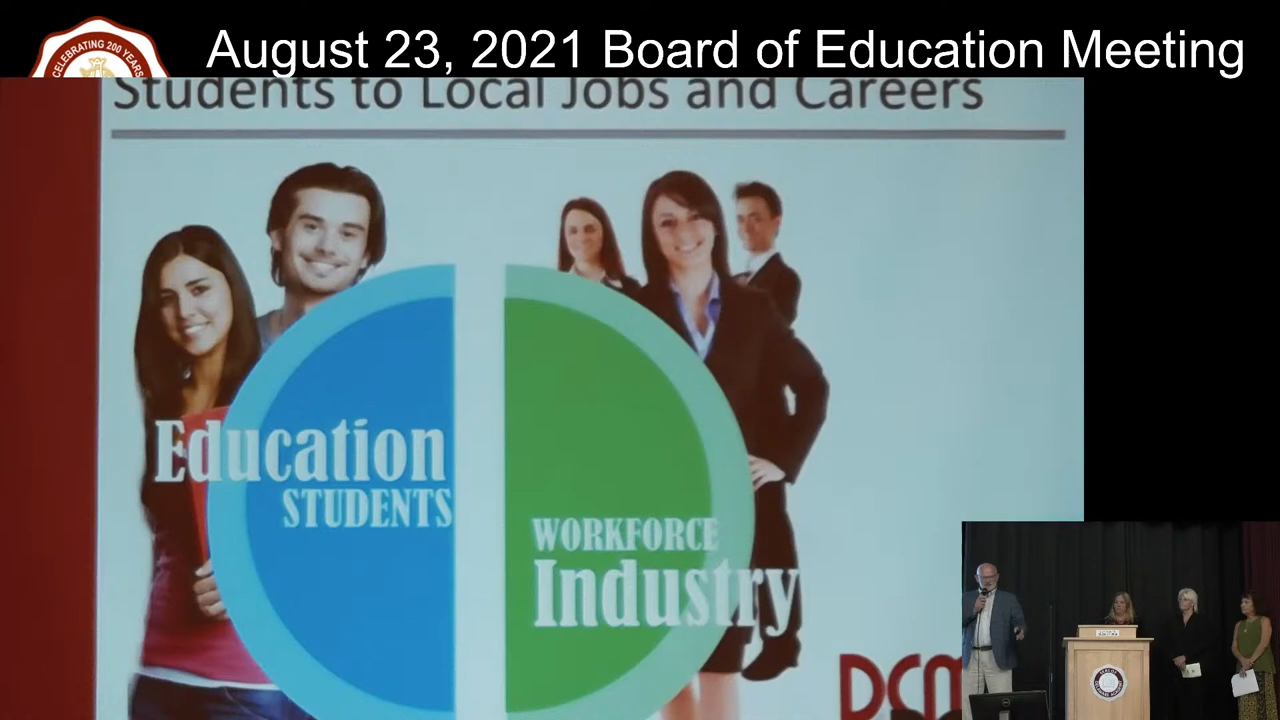 August 23, 2021 Board of Education Meeting
CELEBRATING 200 YEARS
Students to Local Jobs and Careers
Education
STUDENTS
WORKFORCE
Industry
DCM